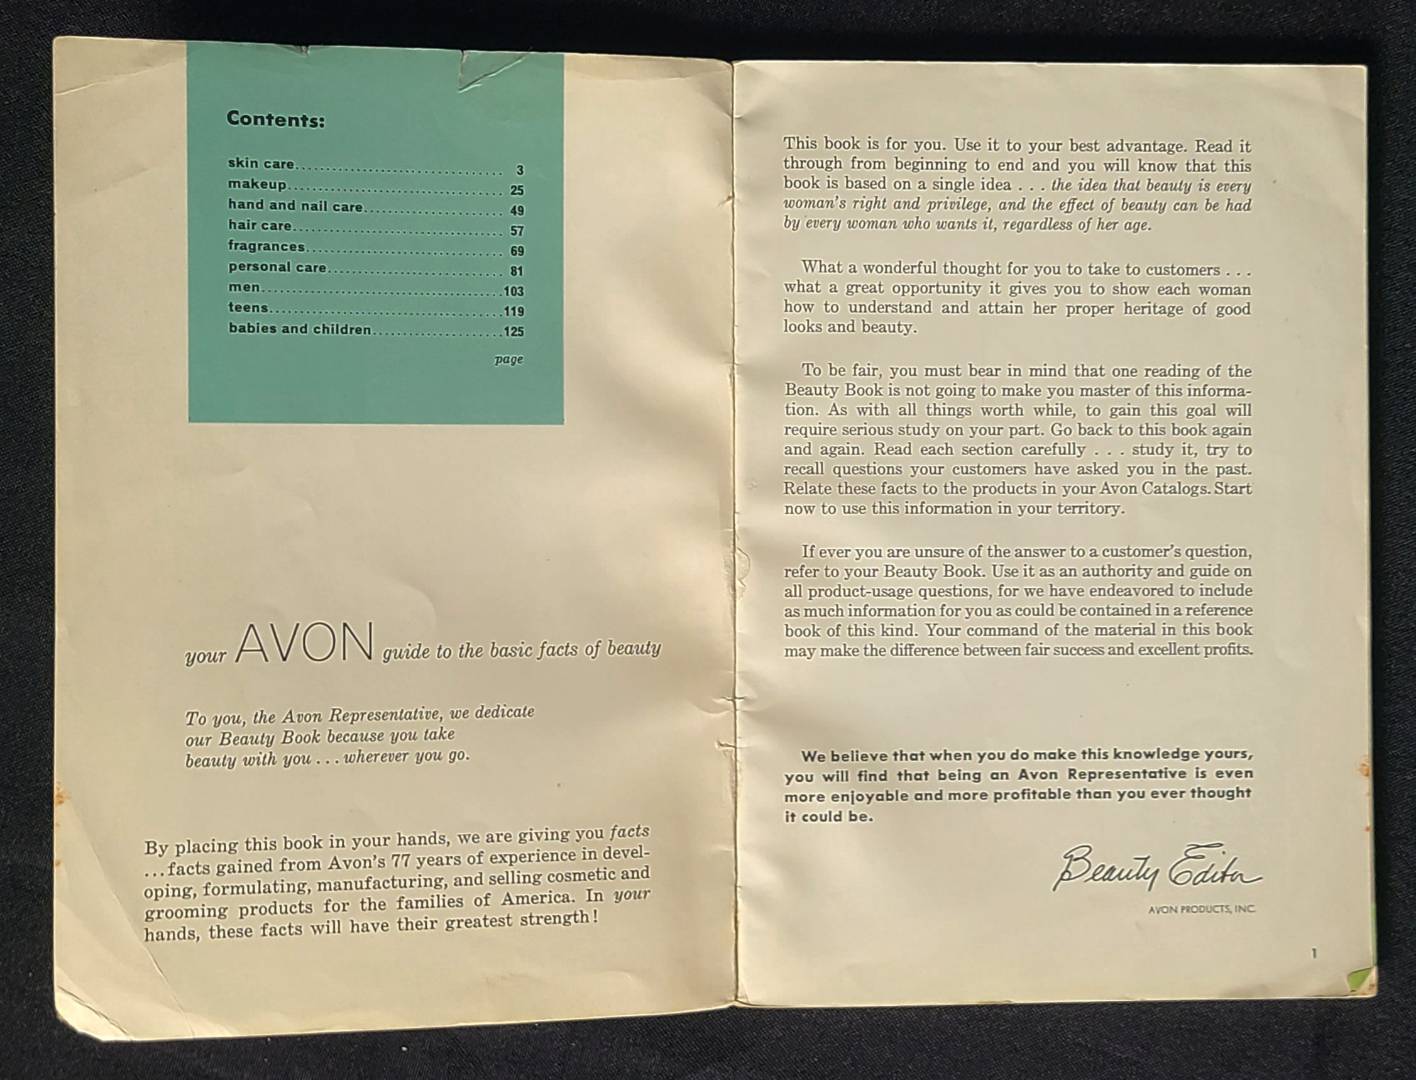 Contents:
skin care 3
makeup 25
hand and nail care 49
hair care 57
fragrances 69
personal care 81
men 103
teens 119
babies and children 125
page
your AVON guide to the basic facts of beauty
To you, the Avon Representative, we dedicate
our Beauty Book because you take
beauty with you . . . wherever you go.
By placing this book in your hands, we are giving you facts
. . . facts gained from Avon's 77 years of experience in devel-
oping, formulating, manufacturing, and selling cosmetic and
grooming products for the families of America. In your
hands, these facts will have their greatest strength!
This book is for you. Use it to your best advantage. Read it
through from beginning to end and you will know that this
book is based on a single idea . . . the idea that beauty is every
woman's right and privilege, and the effect of beauty can be had
by every woman who wants it, regardless of her age.
What a wonderful thought for you to take to customers . . .
what a great opportunity it gives you to show each woman
how to understand and attain her proper heritage of good
looks and beauty.
To be fair, you must bear in mind that one reading of the
Beauty Book is not going to make you master of this informa-
tion. As with all things worth while, to gain this goal will
require serious study on your part. Go back to this book again
and again. Read each section carefully . . . study it, try to
recall questions your customers have asked you in the past.
Relate these facts to the products in your Avon Catalogs. Start
now to use this information in your territory.
If ever you are unsure of the answer to a customer's question,
refer to your Beauty Book. Use it as an authority and guide on
all product-usage questions, for we have endeavored to include
as much information for you as could be contained in a reference
book of this kind. Your command of the material in this book
may make the difference between fair success and excellent profits.
We believe that when you do make this knowledge yours,
you will find that being an Avon Representative is even
more enjoyable and more profitable than you ever thought
it could be.
Beauty Editor
AVON PRODUCTS, INC.
1